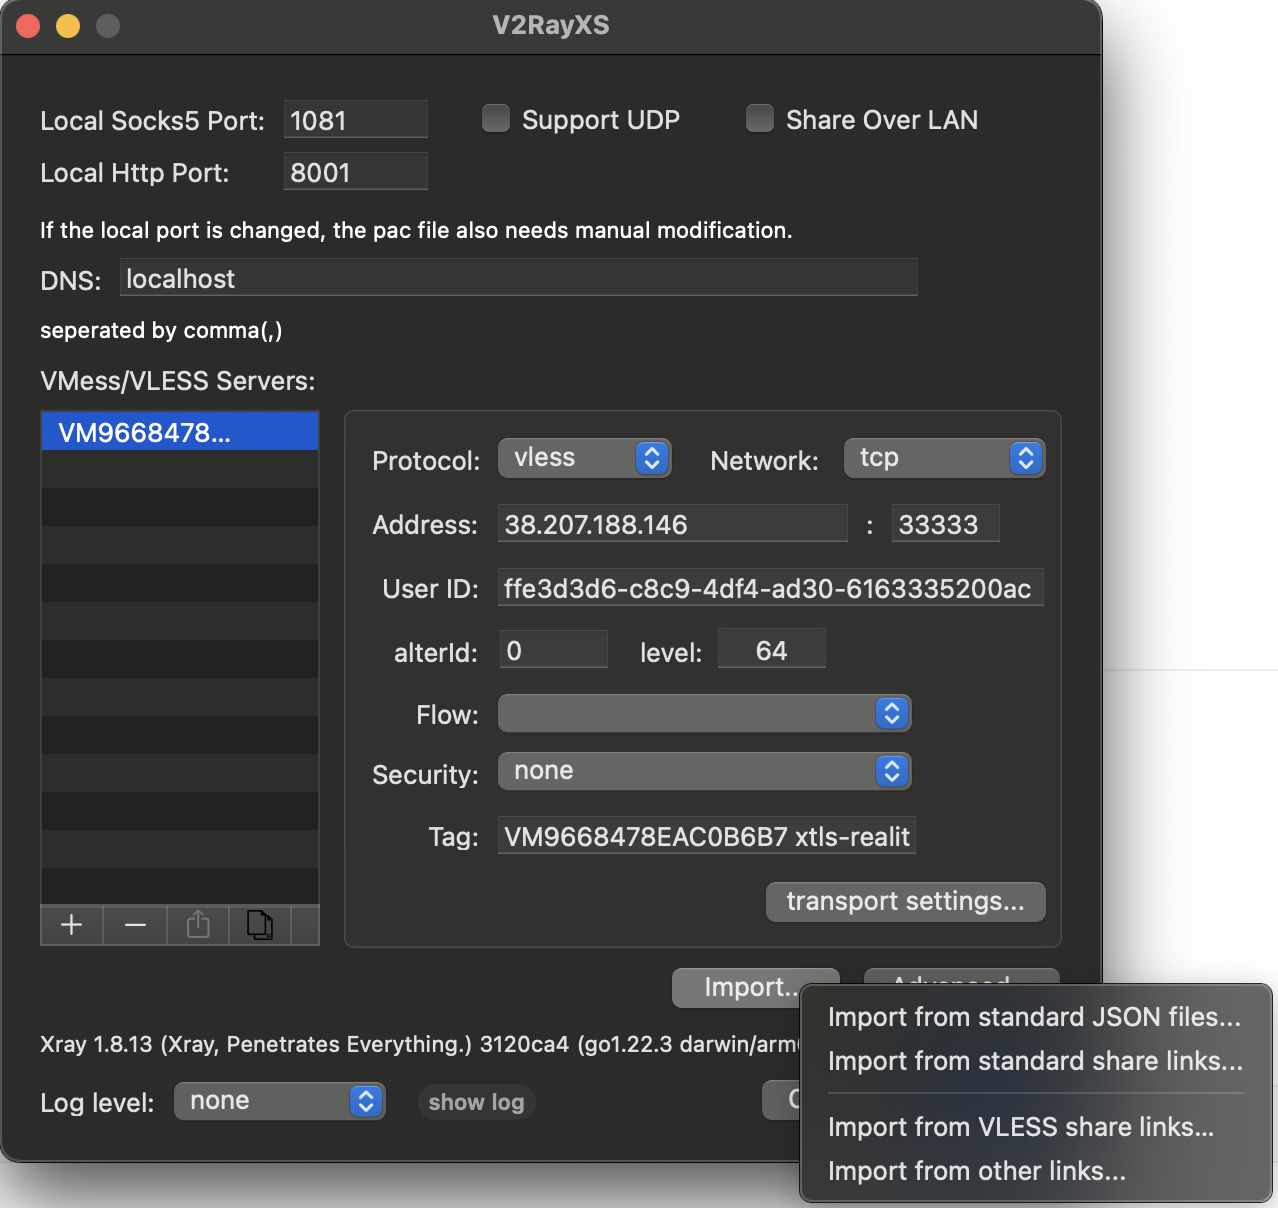 V2RayXS
Local Socks5 Port: 1081 Support UDP Share Over LAN
Local Http Port: 8001
If the local port is changed, the pac file also needs manual modification.
DNS: localhost
seperated by comma(,)
VMess/VLESS Servers:
VM9668478...
Protocol: vless Network: tcp
Address: 38.207.188.146 : 33333
User ID: ffe3d3d6-c8c9-4df4-ad30-6163335200ac
alterId: 0 level: 64
Flow:
Security: none
Tag: VM9668478EAC0B6B7 xtls-realit
transport settings...
Import...
Import from standard JSON files...
Xray 1.8.13 (Xray, Penetrates Everything.) 3120ca4 (go1.22.3 darwin/arm
Import from standard share links...
Log level: none show log
Import from VLESS share links...
Import from other links...